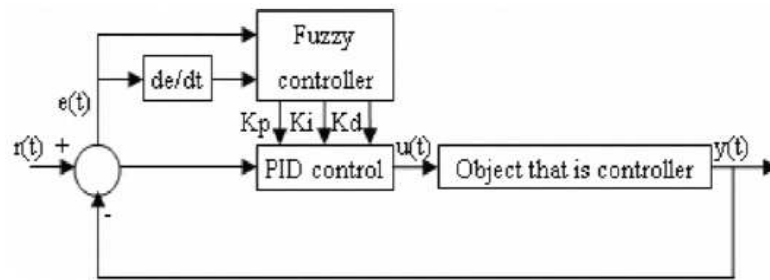 Fuzzy
controller
de/dt
e(t)
Kp Ki Kd
r(t) +
PID control
u(t)
Object that is controller
y(t)
-